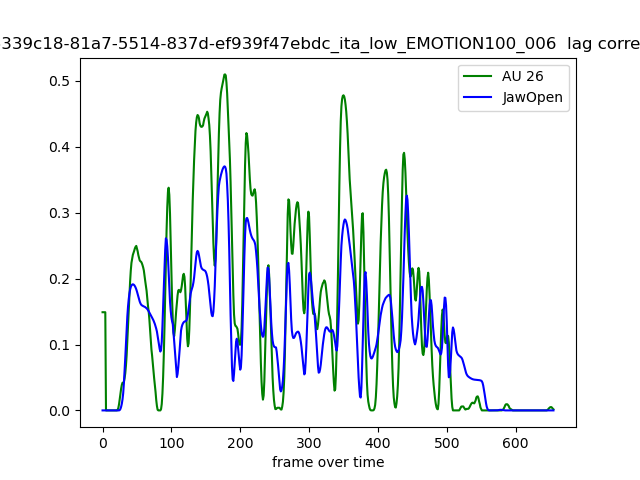 339c18-81a7-5514-837d-ef939f47ebdc_ita_low_EMOTION100_006  lag corre
AU 26
JawOpen
0.5
0.4
0.3
0.2
0.1
0.0
0 100 200 300 400 500 600
frame over time